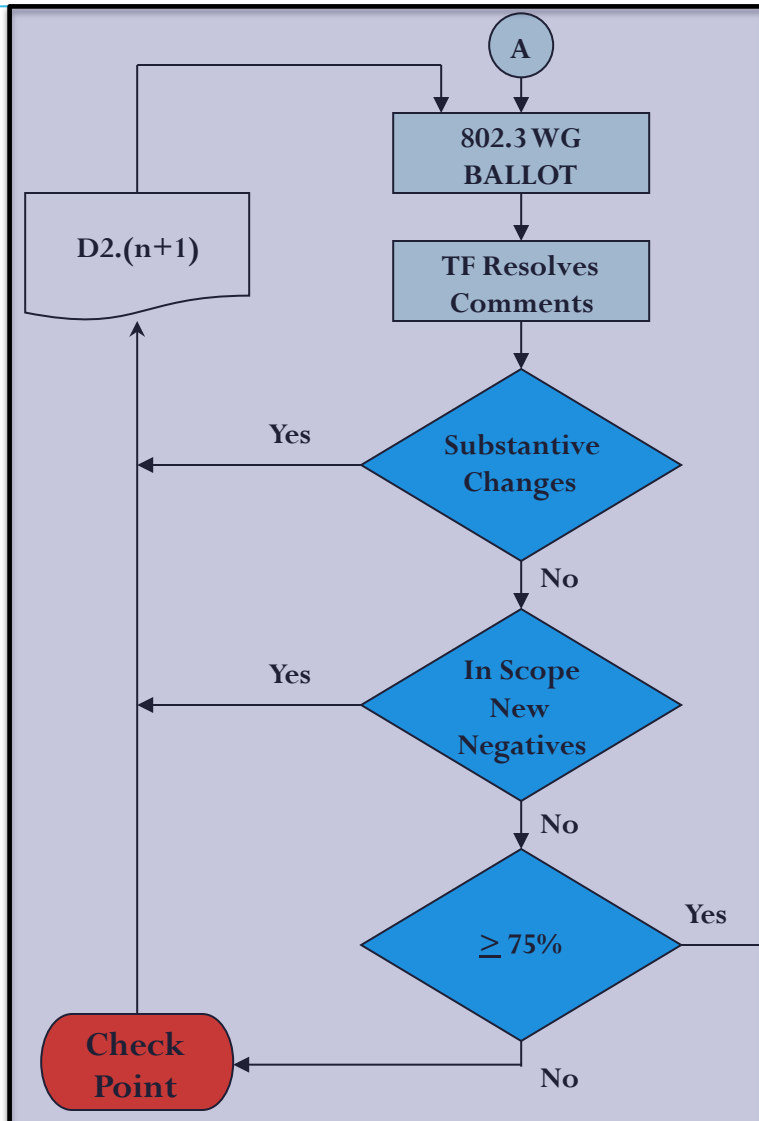 A
802.3 WG
BALLOT
D2.(n+1)
TF Resolves
Comments
Yes
Substantive
Changes
No
Yes
In Scope
New
Negatives
No
≥ 75%
Yes
Check
Point
No